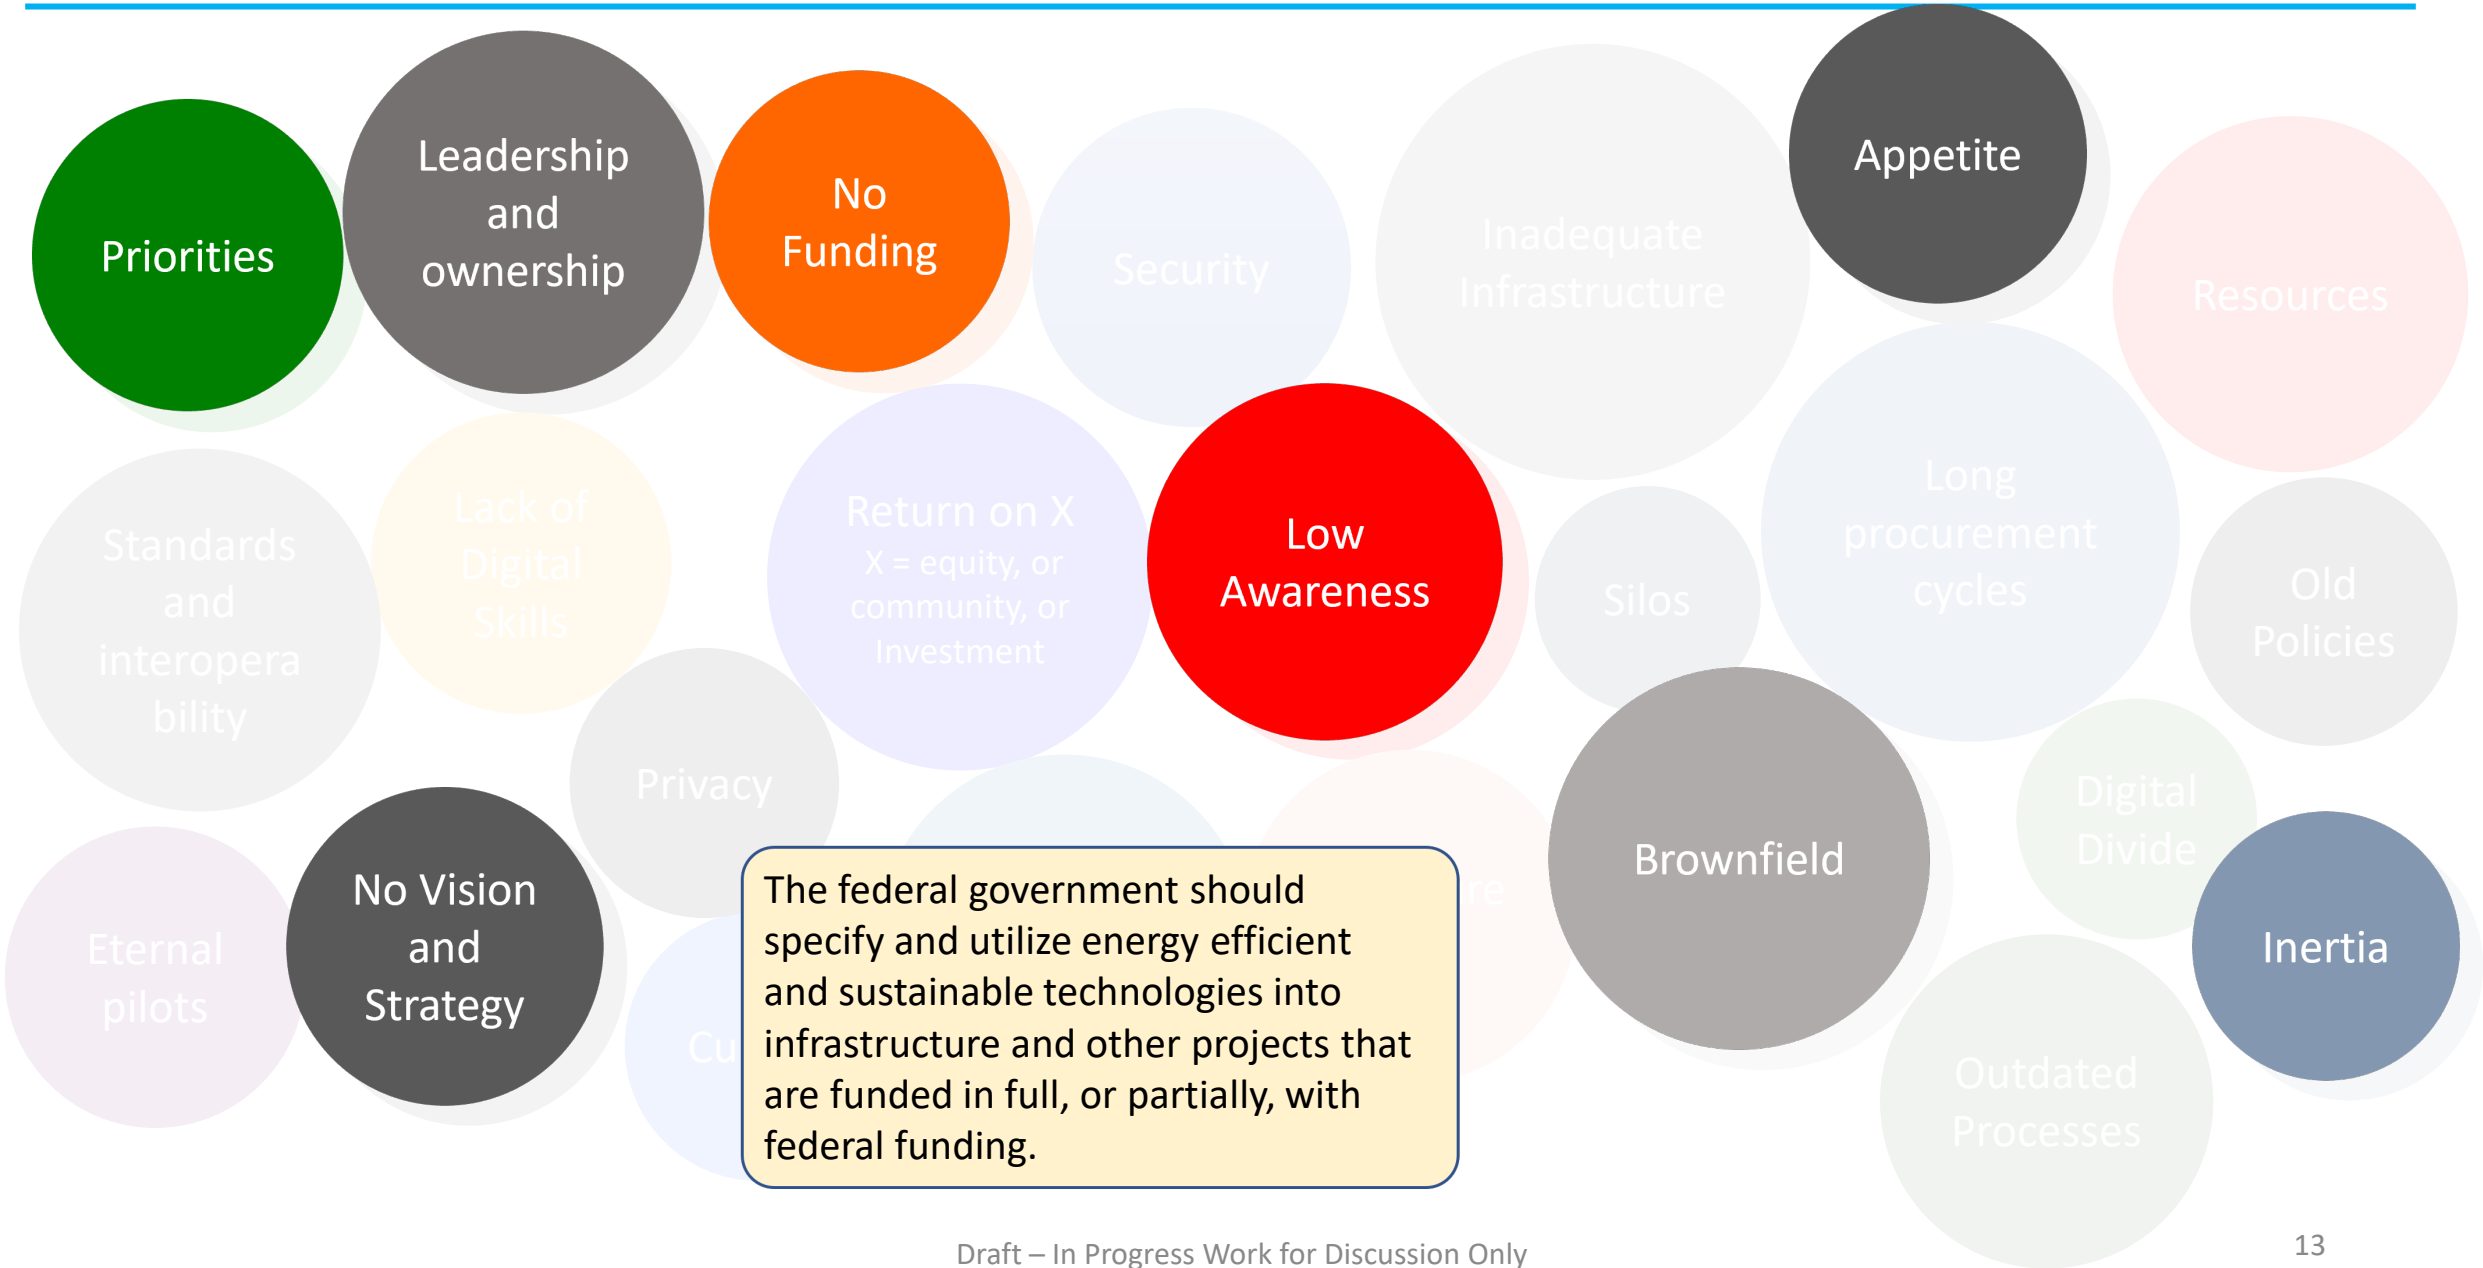 Priorities
Leadership
and
ownership
No
Funding
Security
Inadequate
Infrastructure
Appetite
Resources
Standards
and
interopera
bility
Lack of
Digital
Skills
Return on X
X = equity, or
community, or
Investment
Low
Awareness
Silos
Long
procurement
cycles
Old
Policies
Privacy
Eternal
pilots
No Vision
and
Strategy
Brownfield
Digital
Divide
Inertia
Outdated
Processes
The federal government should
specify and utilize energy efficient
and sustainable technologies into
infrastructure and other projects that
are funded in full, or partially, with
federal funding.
Draft – In Progress Work for Discussion Only
13